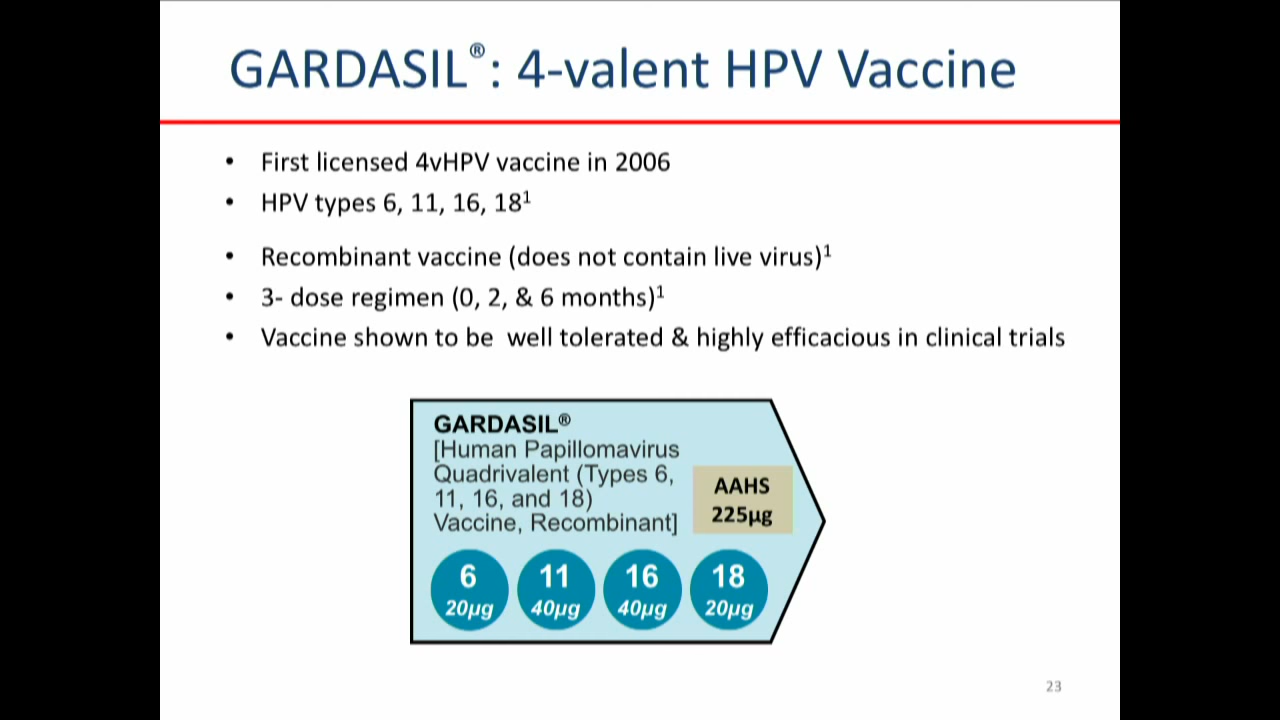 GARDASIL®: 4-valent HPV Vaccine
• First licensed 4vHPV vaccine in 2006
• HPV types 6, 11, 16, 18¹
• Recombinant vaccine (does not contain live virus)¹
• 3- dose regimen (0, 2, & 6 months)¹
• Vaccine shown to be  well tolerated & highly efficacious in clinical trials
GARDASIL®
[Human Papillomavirus
Quadrivalent (Types 6,
11, 16, and 18)
Vaccine, Recombinant]
AAHS
225µg
6 11 16 18
20µg 40µg 40µg 20µg
23